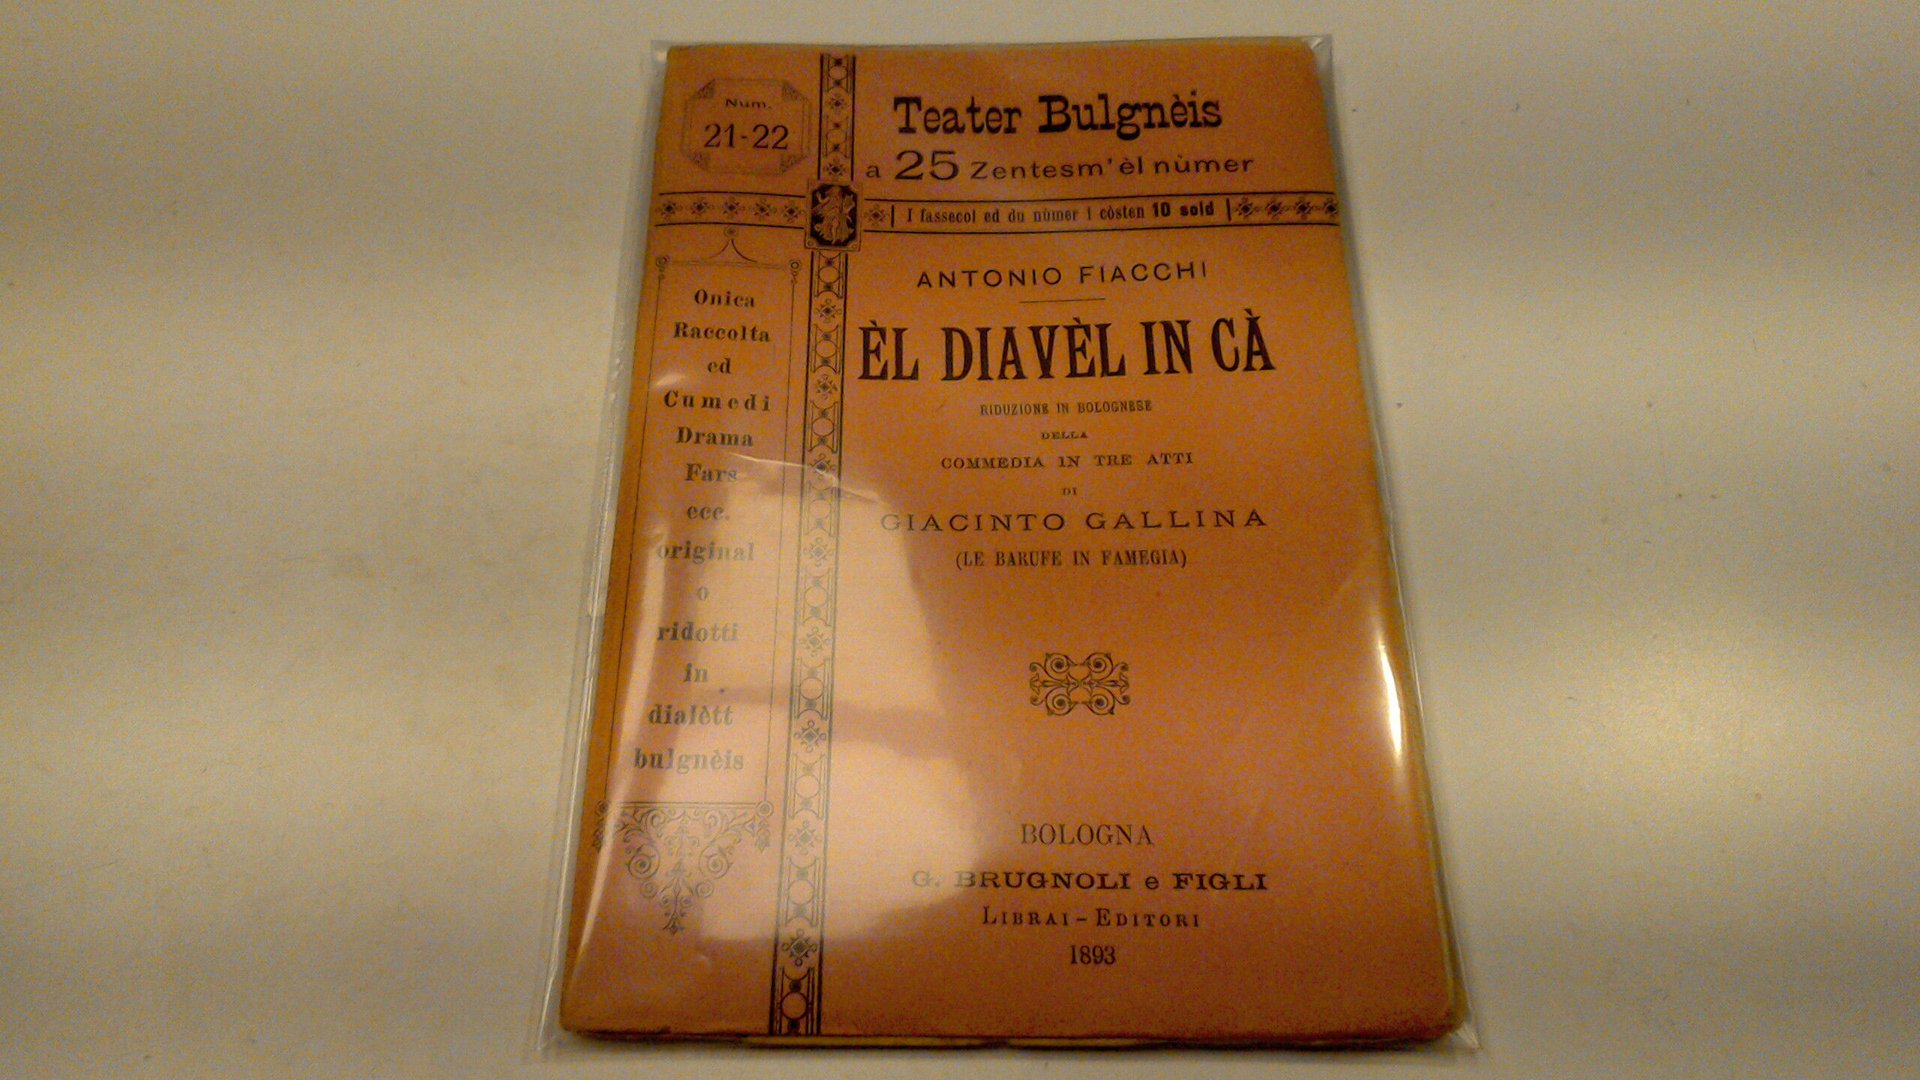 Num.
21-22
Teater Bulgnèis
a 25 Zentesm' èl nùmer
I fassecol ed du nùmer i còsten 10 sold
Onica
Raccolta
ed
Cumedi
Drama
Fars
ecc.
original
o
ridotti
in
dialètt
bulgnèis
ANTONIO FIACCHI
ÈL DIAVÈL IN CÀ
RIDUZIONE IN BOLOGNESE
DELLA
COMMEDIA IN TRE ATTI
DI
GIACINTO GALLINA
(LE BARUFE IN FAMEGIA)
BOLOGNA
G. BRUGNOLI e FIGLI
LIBRAI-EDITORI
1893